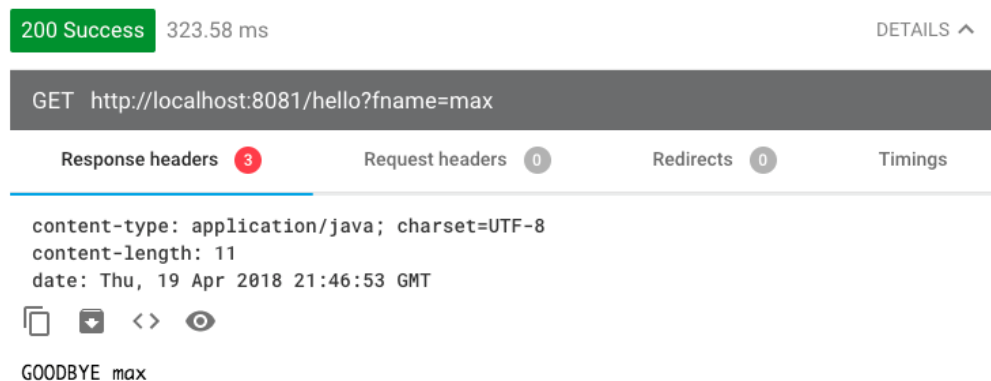 200 Success 323.58 ms DETAILS
GET http://localhost:8081/hello?fname=max
Response headers 3 Request headers 0 Redirects 0 Timings
content-type: application/java; charset=UTF-8
content-length: 11
date: Thu, 19 Apr 2018 21:46:53 GMT
GOODBYE max